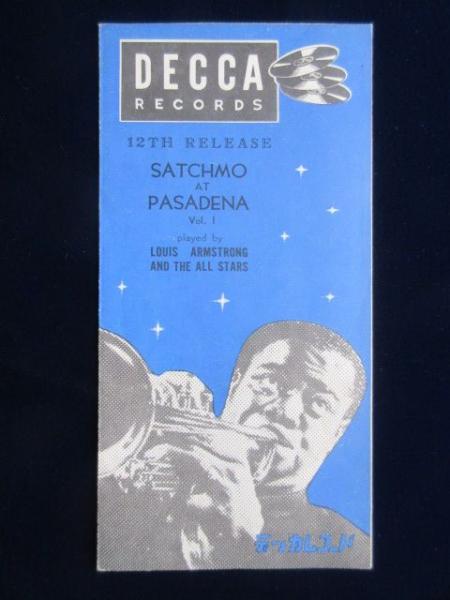 DECCA
RECORDS
12TH RELEASE
SATCHMO
AT
PASADENA
Vol. I
played by
LOUIS ARMSTRONG
AND THE ALL STARS
デッカレコード